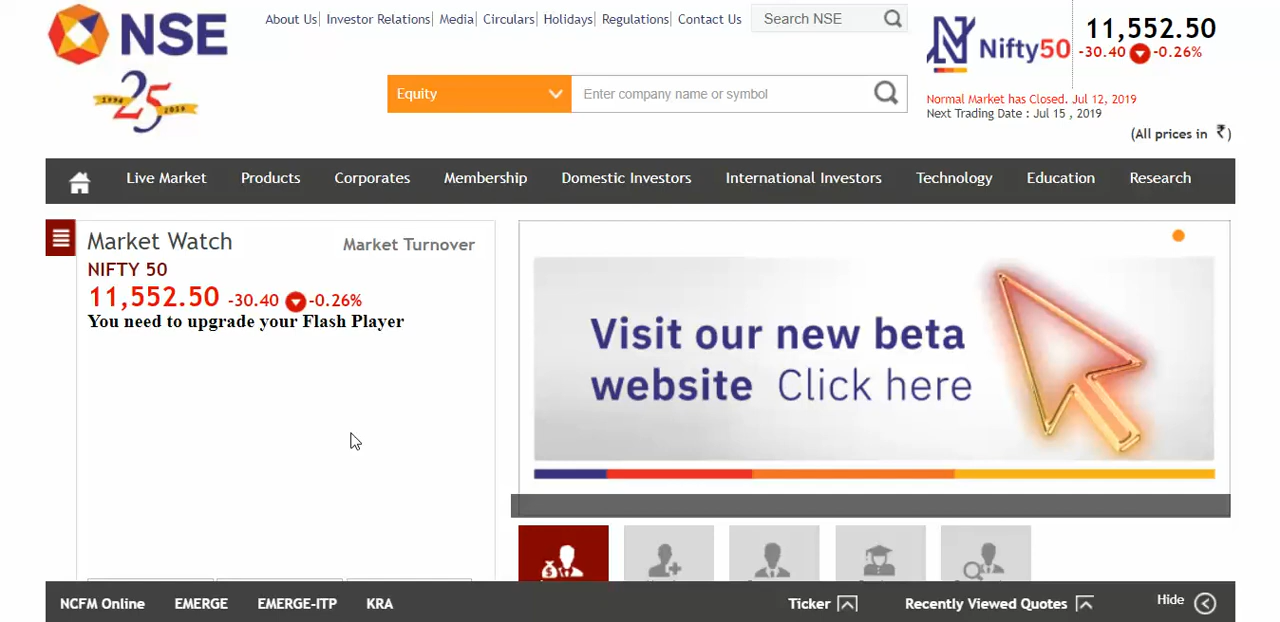 NSE
1994 25 2019
About Us| Investor Relations| Media| Circulars| Holidays| Regulations| Contact Us
Search NSE
Equity
Enter company name or symbol
Nifty50
11,552.50
-30.40 -0.26%
Normal Market has Closed. Jul 12, 2019
Next Trading Date : Jul 15 , 2019
(All prices in ₹)
Live Market Products Corporates Membership Domestic Investors International Investors Technology Education Research
Market Watch Market Turnover
NIFTY 50
11,552.50 -30.40 -0.26%
You need to upgrade your Flash Player
Visit our new beta
website Click here
NCFM Online EMERGE EMERGE-ITP KRA Ticker Recently Viewed Quotes Hide